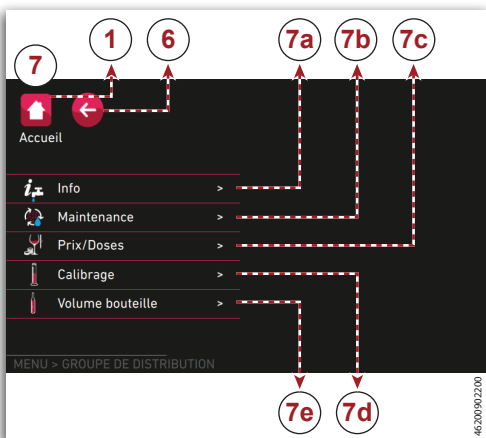 1 6 7a 7b 7c
7
Accueil
i Info >
Maintenance >
Prix/Doses >
Calibrage >
Volume bouteille >
MENU > GROUPE DE DISTRIBUTION
7e 7d
46200902200